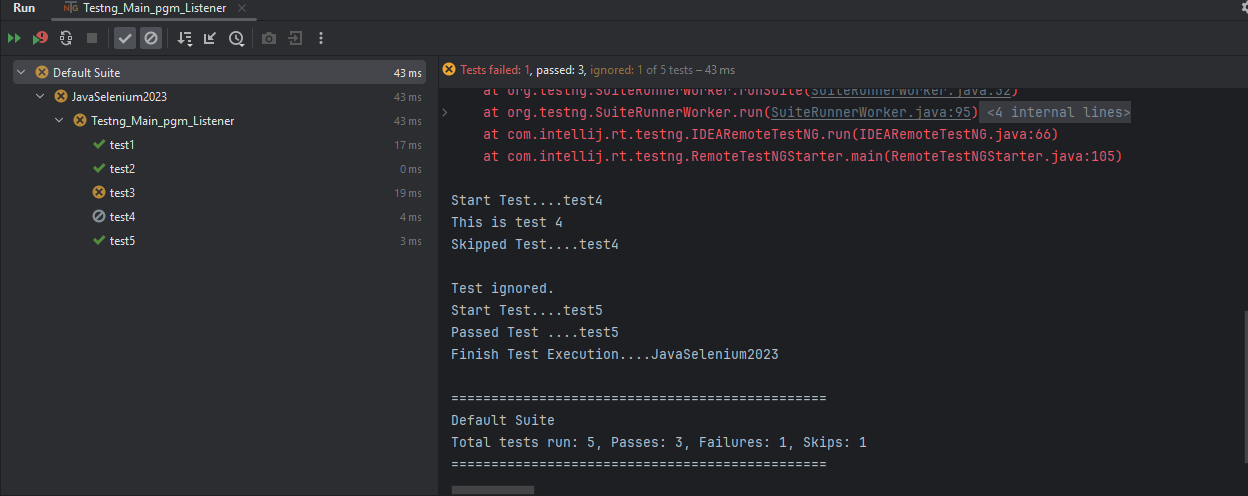 Run
Testng_Main_pgm_Listener
Default Suite 43 ms
JavaSelenium2023 43 ms
Testng_Main_pgm_Listener 43 ms
test1 17 ms
test2 0 ms
test3 19 ms
test4 4 ms
test5 3 ms
Tests failed: 1, passed: 3, ignored: 1 of 5 tests – 43 ms
at org.testng.SuiteRunnerWorker.runSuite(SuiteRunnerWorker.java:52)
at org.testng.SuiteRunnerWorker.run(SuiteRunnerWorker.java:95) <4 internal lines>
at com.intellij.rt.testng.IDEARemoteTestNG.run(IDEARemoteTestNG.java:66)
at com.intellij.rt.testng.RemoteTestNGStarter.main(RemoteTestNGStarter.java:105)
Start Test....test4
This is test 4
Skipped Test....test4
Test ignored.
Start Test....test5
Passed Test ....test5
Finish Test Execution....JavaSelenium2023
===============================================
Default Suite
Total tests run: 5, Passes: 3, Failures: 1, Skips: 1
===============================================